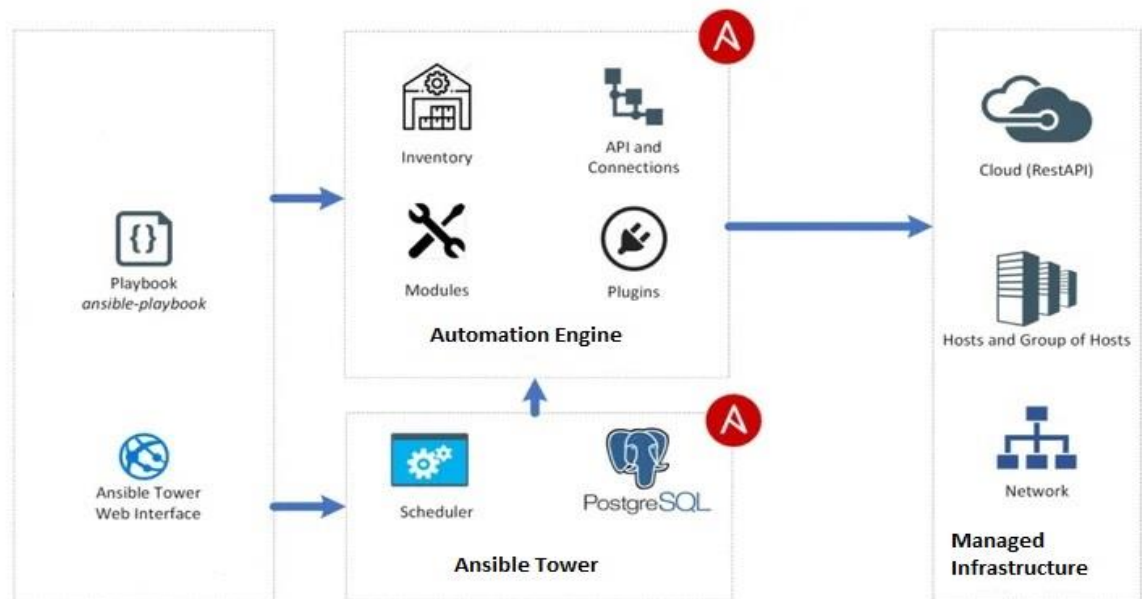 Playbook
ansible-playbook
Ansible Tower
Web Interface
Inventory
API and
Connections
Modules
Plugins
Automation Engine
Scheduler
PostgreSQL
Ansible Tower
Cloud (RestAPI)
Hosts and Group of Hosts
Network
Managed
Infrastructure